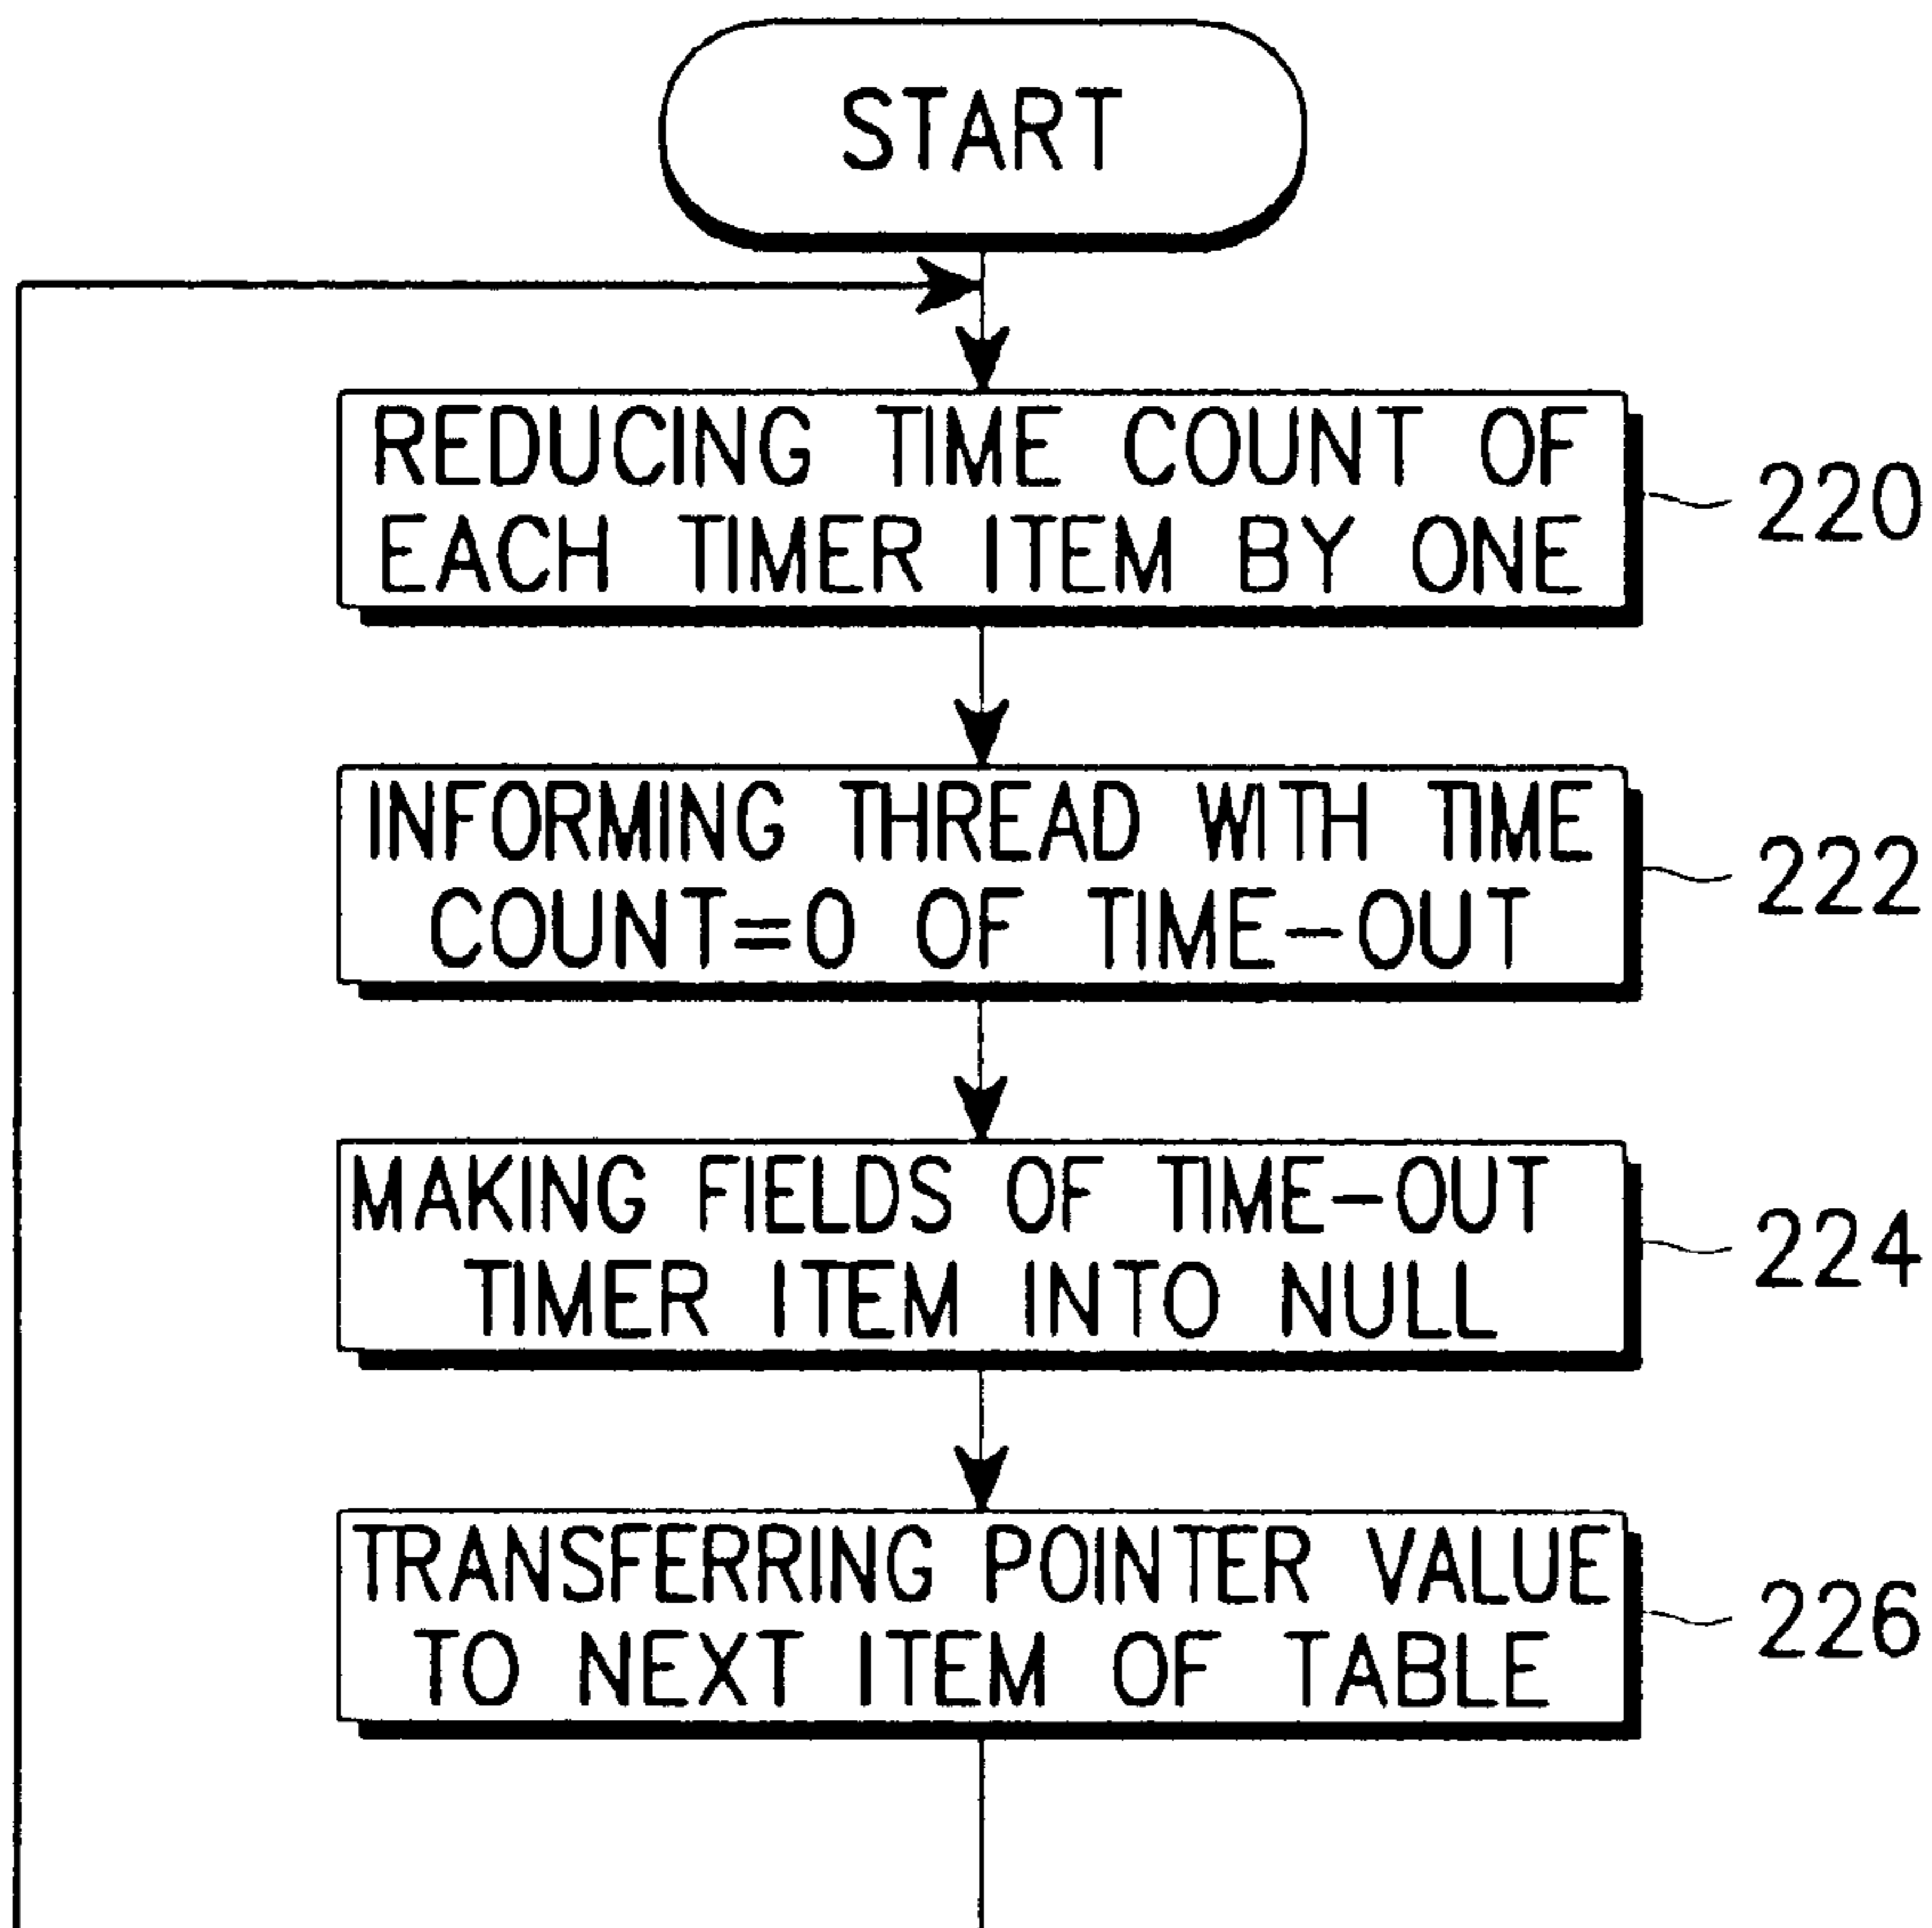 START
REDUCING TIME COUNT OF
EACH TIMER ITEM BY ONE
220
INFORMING THREAD WITH TIME
COUNT=0 OF TIME-OUT
222
MAKING FIELDS OF TIME-OUT
TIMER ITEM INTO NULL
224
TRANSFERRING POINTER VALUE
TO NEXT ITEM OF TABLE
226